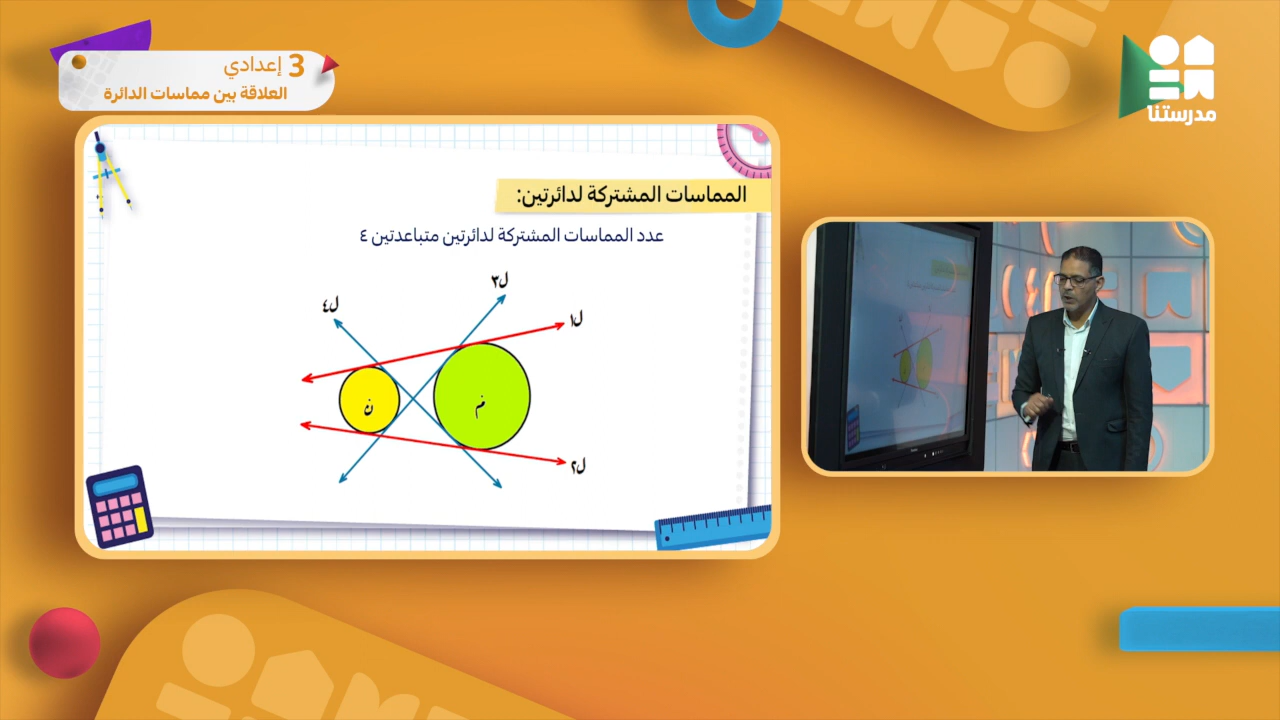 3 إعدادي
العلاقة بين مماسات الدائرة
مدرستنا
المماسات المشتركة لدائرتين:
عدد المماسات المشتركة لدائرتين متباعدتين ٤
ل٣
ل٤
ل١
م
ن
ل٢